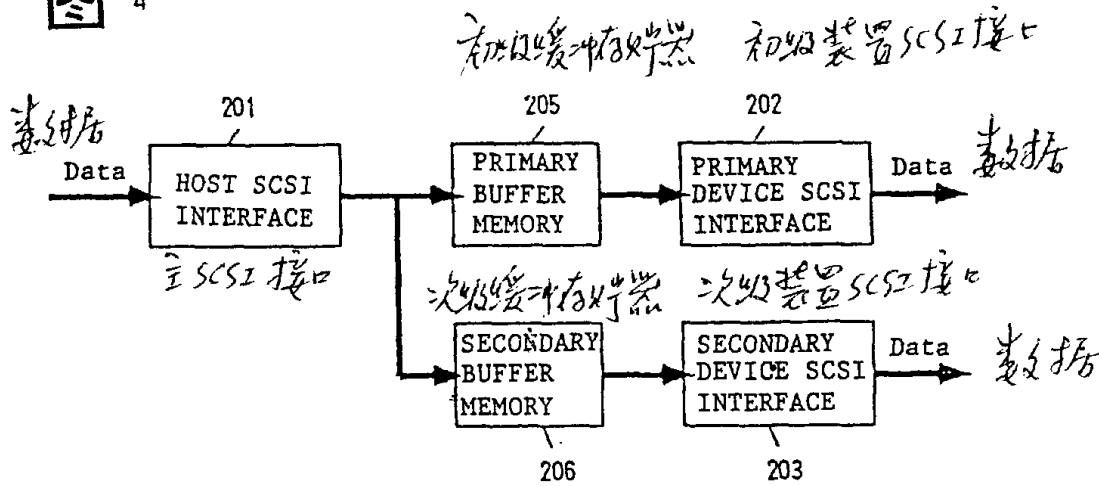 图 4
初级缓冲存贮器 初级装置SCSI接口
201
205
202
数据
Data
HOST SCSI
INTERFACE
PRIMARY
BUFFER
MEMORY
PRIMARY
DEVICE SCSI
INTERFACE
Data
数据
主SCSI接口
次级缓冲存贮器 次级装置SCSI接口
SECONDARY
BUFFER
MEMORY
SECONDARY
DEVICE SCSI
INTERFACE
Data
数据
206
203